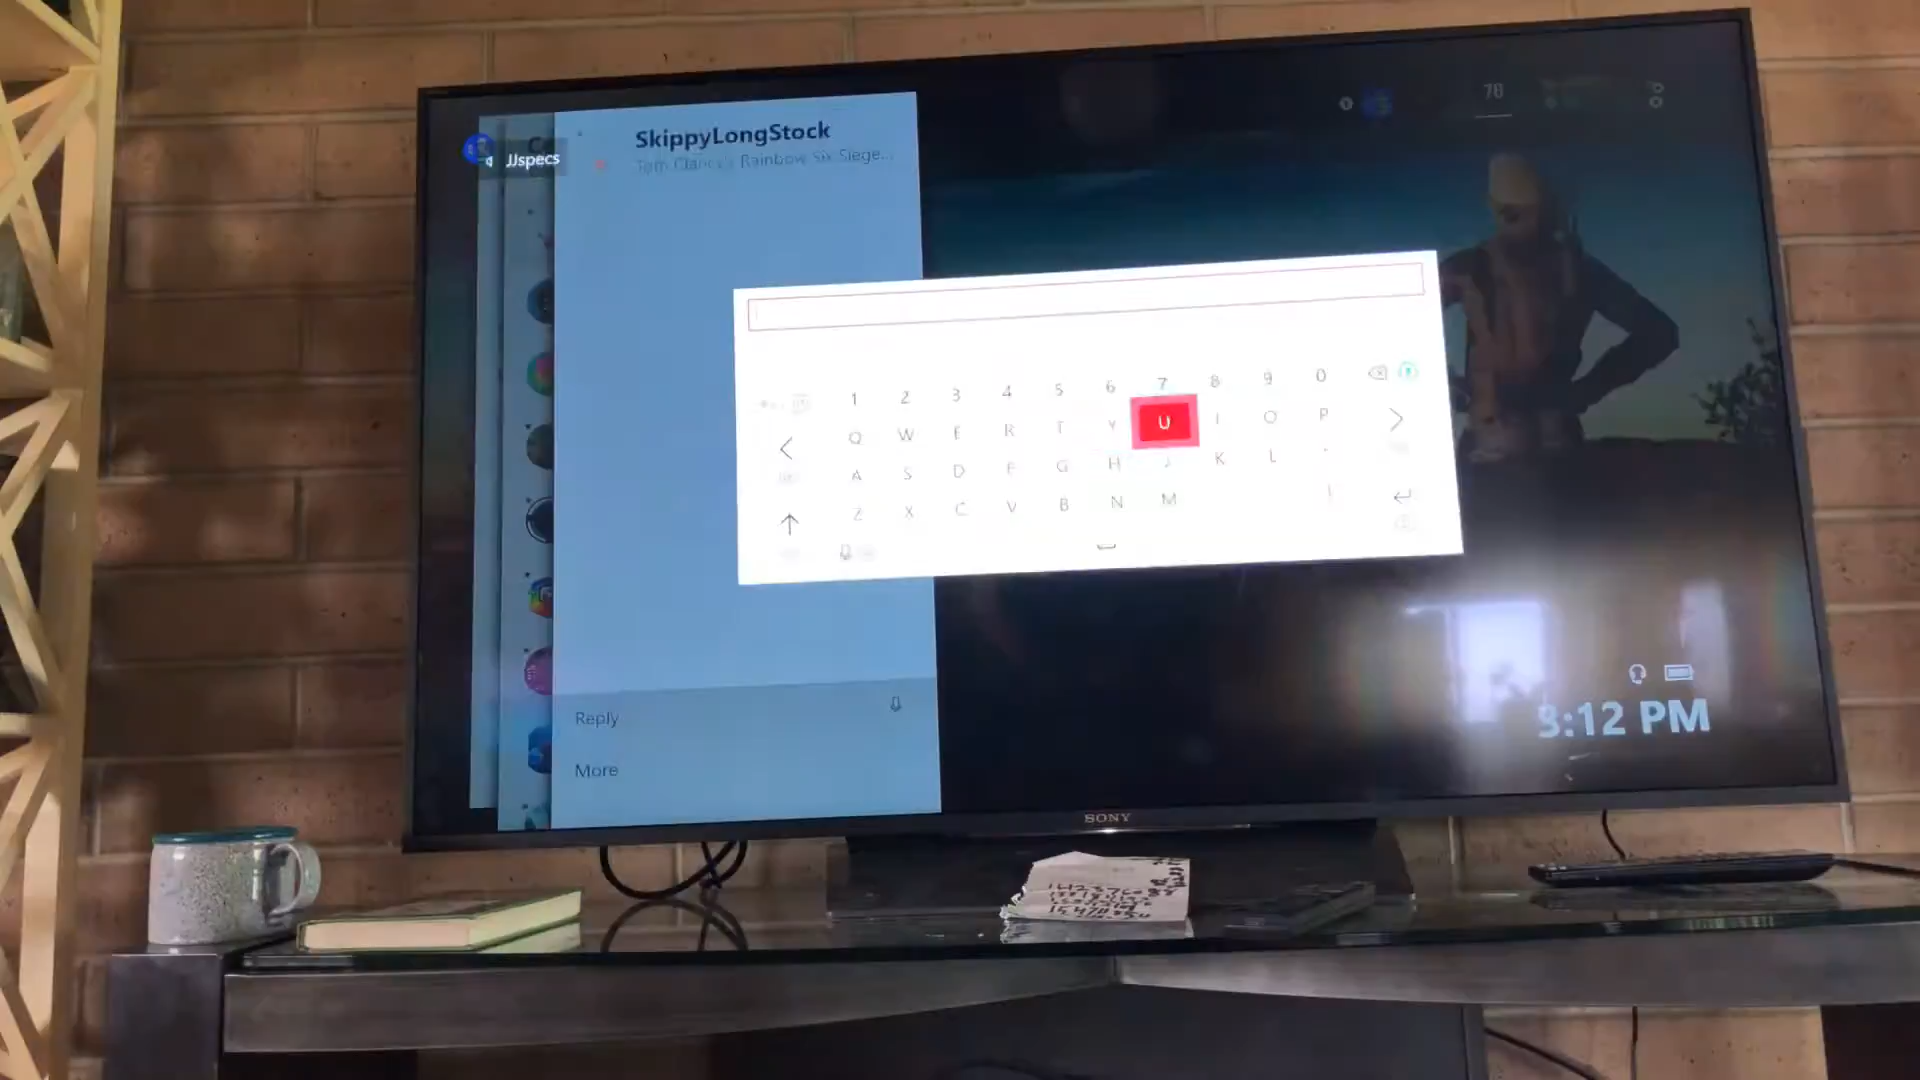 JJspecs
SkippyLongStock
Tom Clancy's Rainbow Six Siege...
78
1 2 3 4 5 6 7 8 9 0
Q W E R T Y U I O P
A S D F G H J K L
Z X C V B N M
Reply
More
3:12 PM
SONY